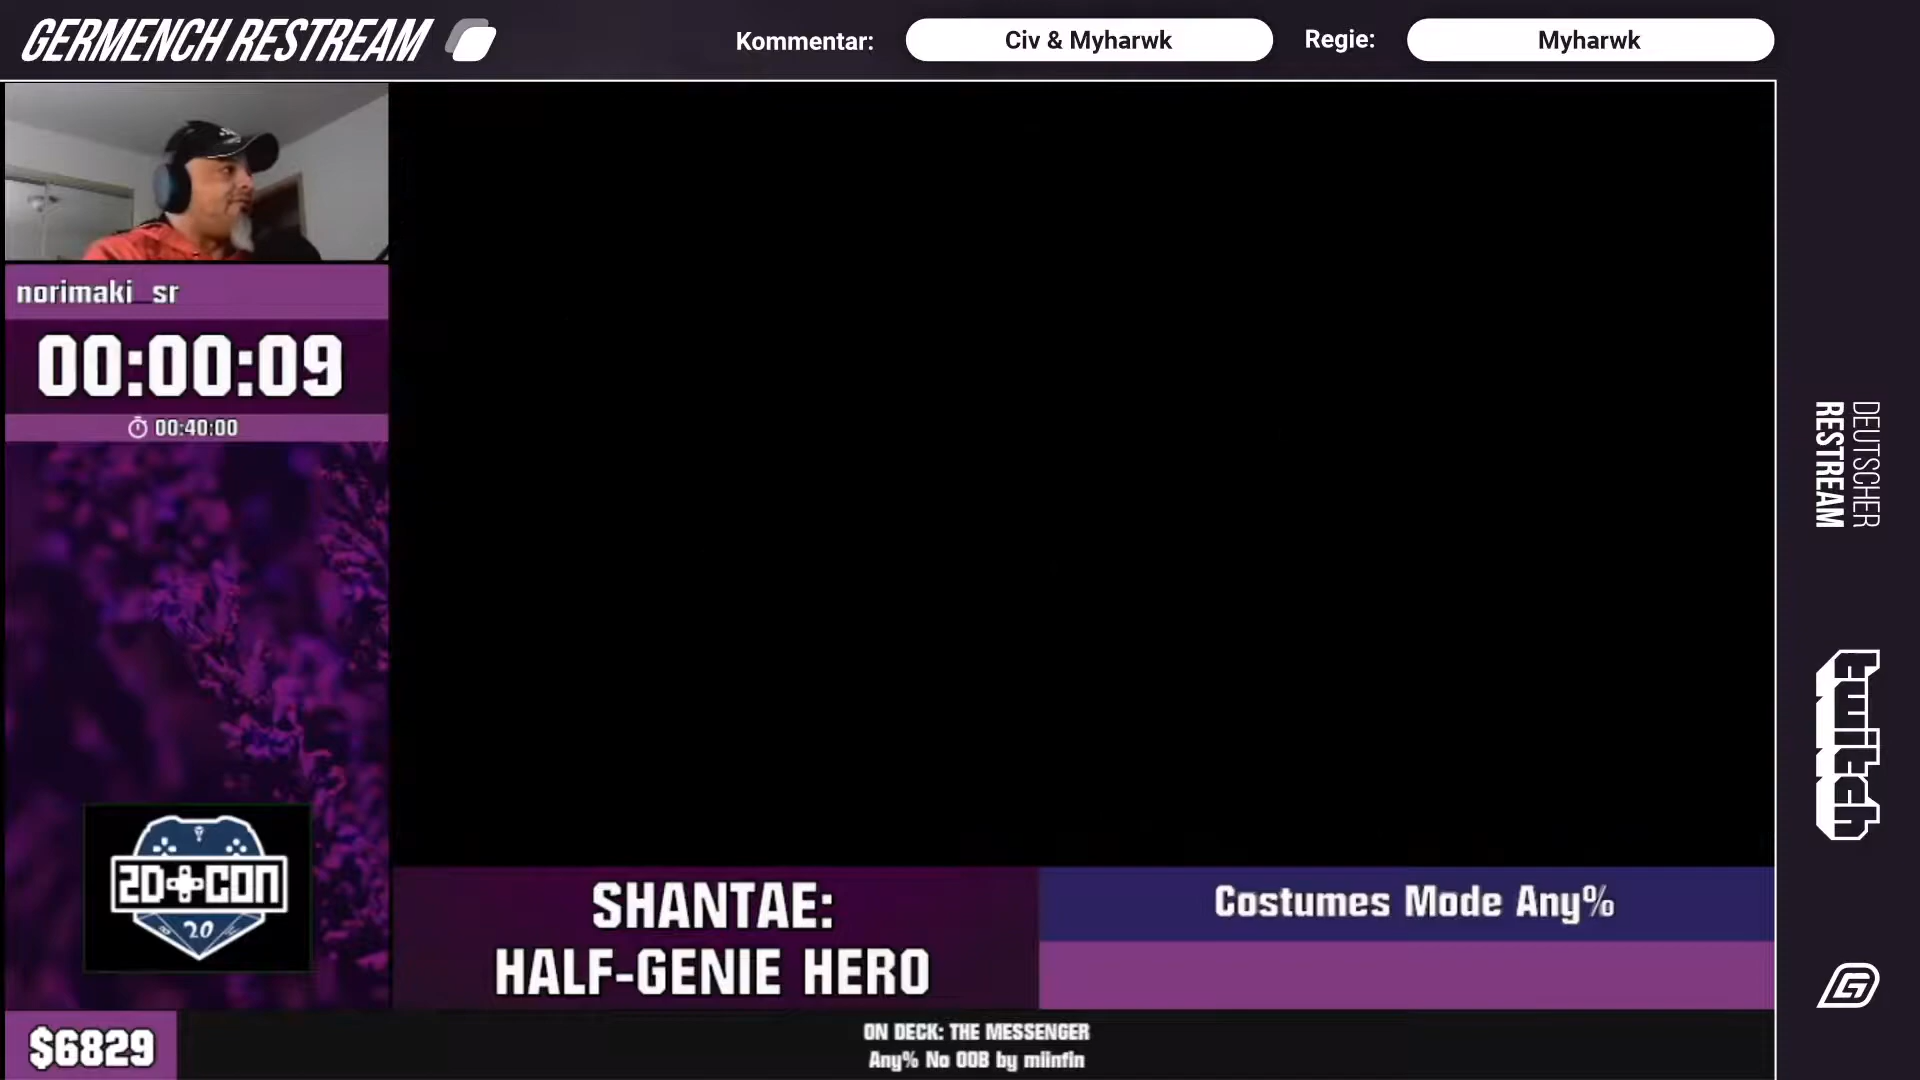 GERMENCH RESTREAM
Kommentar:
Civ & Myharwk
Regie:
Myharwk
norimaki_sr
00:00:09
00:40:00
2D+CON
20
SHANTAE:
HALF-GENIE HERO
Costumes Mode Any%
$6829
ON DECK: THE MESSENGER
Any% No OOB by miinfin
DEUTSCHER
RESTREAM
twitch
G